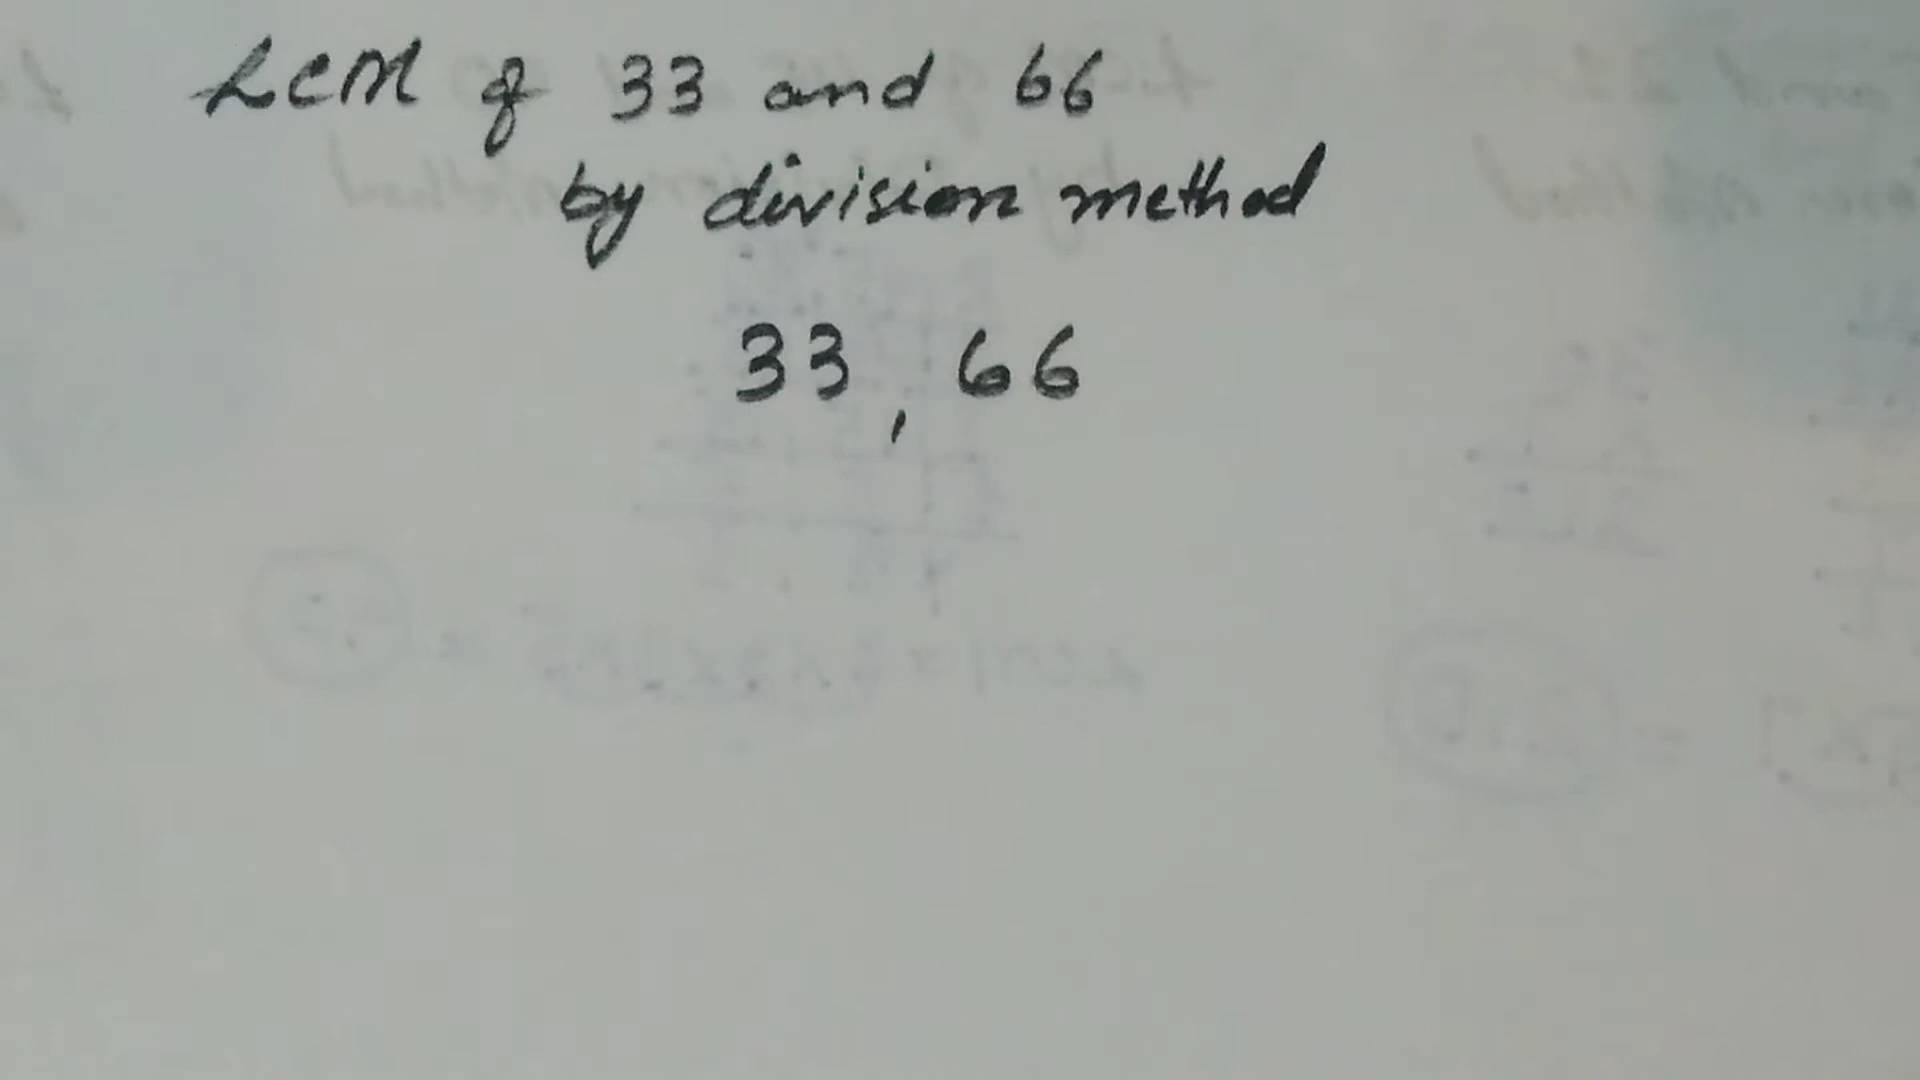 LCM of 33 and 66
by division method
33, 66